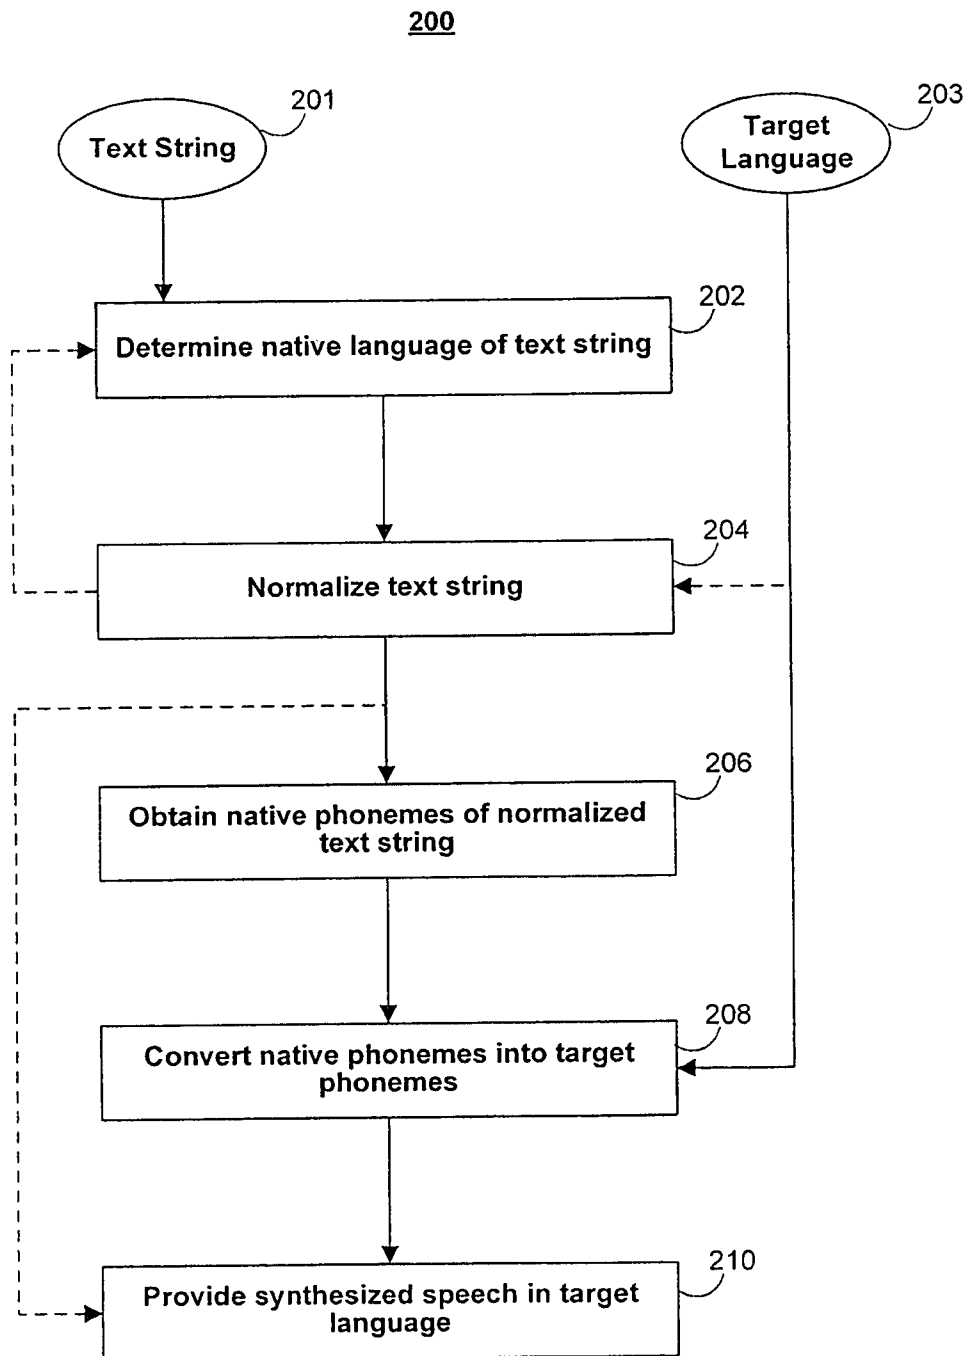 200
201
Text String
203
Target
Language
202
Determine native language of text string
204
Normalize text string
206
Obtain native phonemes of normalized
text string
208
Convert native phonemes into target
phonemes
210
Provide synthesized speech in target
language